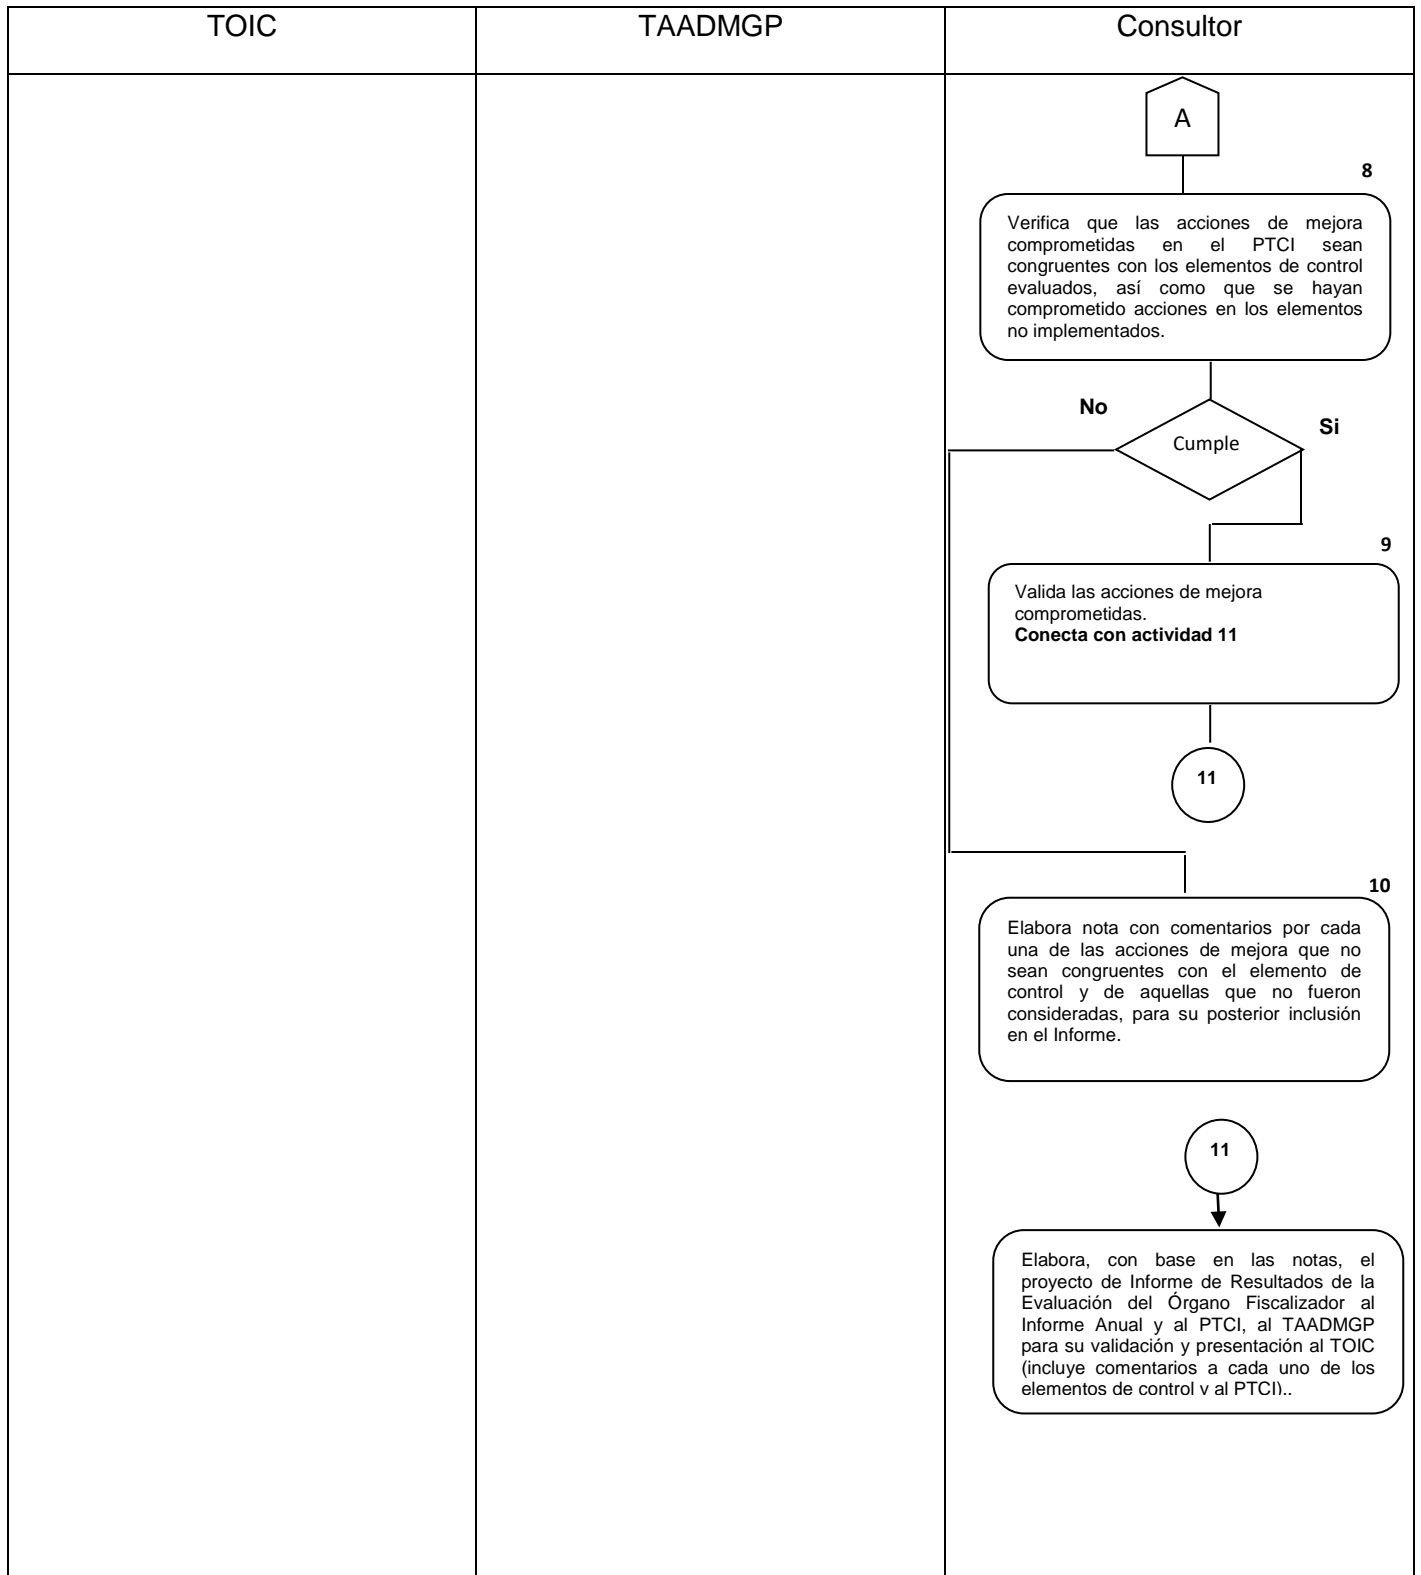 TOIC
TAADMGP
Consultor
A
8
Verifica que las acciones de mejora
comprometidas en el PTCI sean
congruentes con los elementos de control
evaluados, así como que se hayan
comprometido acciones en los elementos
no implementados.
No
Si
Cumple
9
Valida las acciones de mejora
comprometidas.
Conecta con actividad 11
11
10
Elabora nota con comentarios por cada
una de las acciones de mejora que no
sean congruentes con el elemento de
control y de aquellas que no fueron
consideradas, para su posterior inclusión
en el Informe.
11
Elabora, con base en las notas, el
proyecto de Informe de Resultados de la
Evaluación del Órgano Fiscalizador al
Informe Anual y al PTCI, al TAADMGP
para su validación y presentación al TOIC
(incluye comentarios a cada uno de los
elementos de control y al PTCI)..